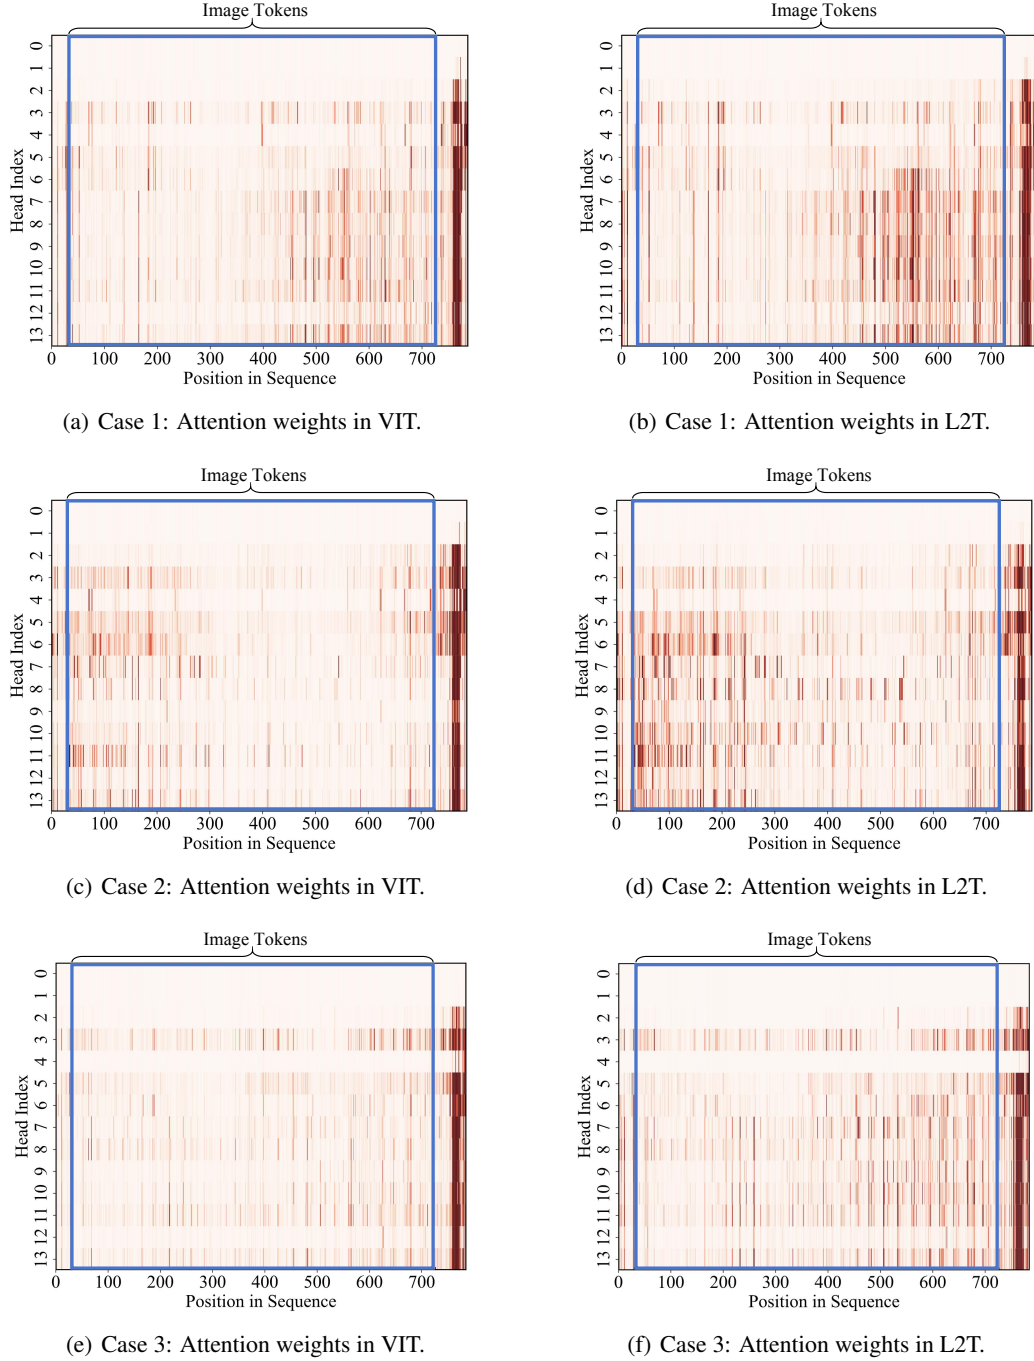 Image Tokens
Head Index
0 1 2 3 4 5 6 7 8 9 10 11 12 13
0 100 200 300 400 500 600 700
Position in Sequence
(a) Case 1: Attention weights in VIT.
Image Tokens
Head Index
0 1 2 3 4 5 6 7 8 9 10 11 12 13
0 100 200 300 400 500 600 700
Position in Sequence
(b) Case 1: Attention weights in L2T.
Image Tokens
Head Index
0 1 2 3 4 5 6 7 8 9 10 11 12 13
0 100 200 300 400 500 600 700
Position in Sequence
(c) Case 2: Attention weights in VIT.
Image Tokens
Head Index
0 1 2 3 4 5 6 7 8 9 10 11 12 13
0 100 200 300 400 500 600 700
Position in Sequence
(d) Case 2: Attention weights in L2T.
Image Tokens
Head Index
0 1 2 3 4 5 6 7 8 9 10 11 12 13
0 100 200 300 400 500 600 700
Position in Sequence
(e) Case 3: Attention weights in VIT.
Image Tokens
Head Index
0 1 2 3 4 5 6 7 8 9 10 11 12 13
0 100 200 300 400 500 600 700
Position in Sequence
(f) Case 3: Attention weights in L2T.